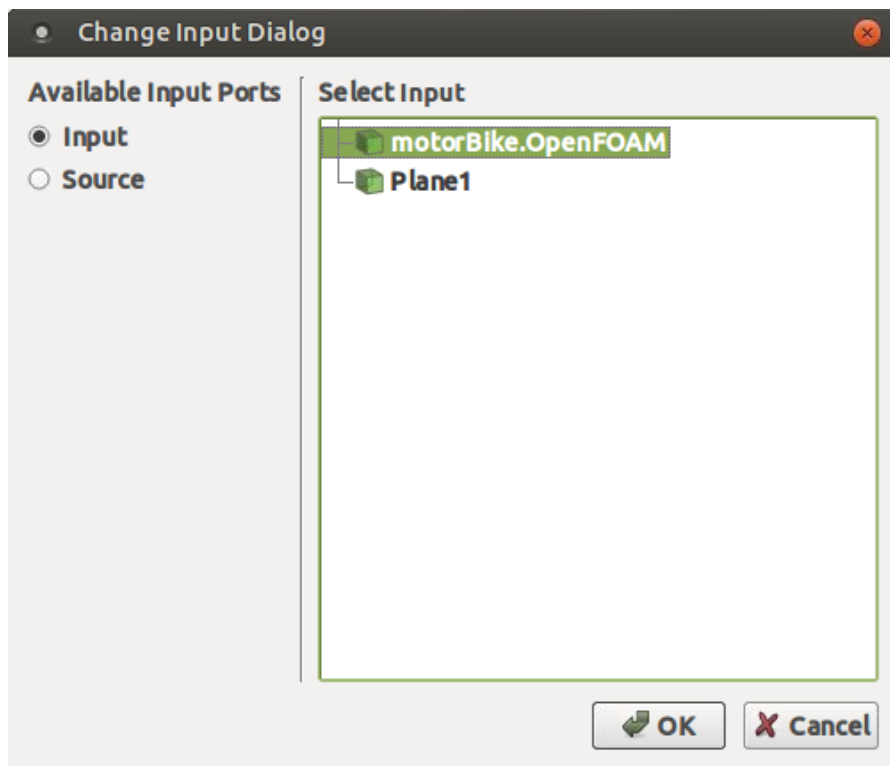 Change Input Dialog
Available Input Ports
Input
Source
Select Input
motorBike.OpenFOAM
Plane1
OK
Cancel